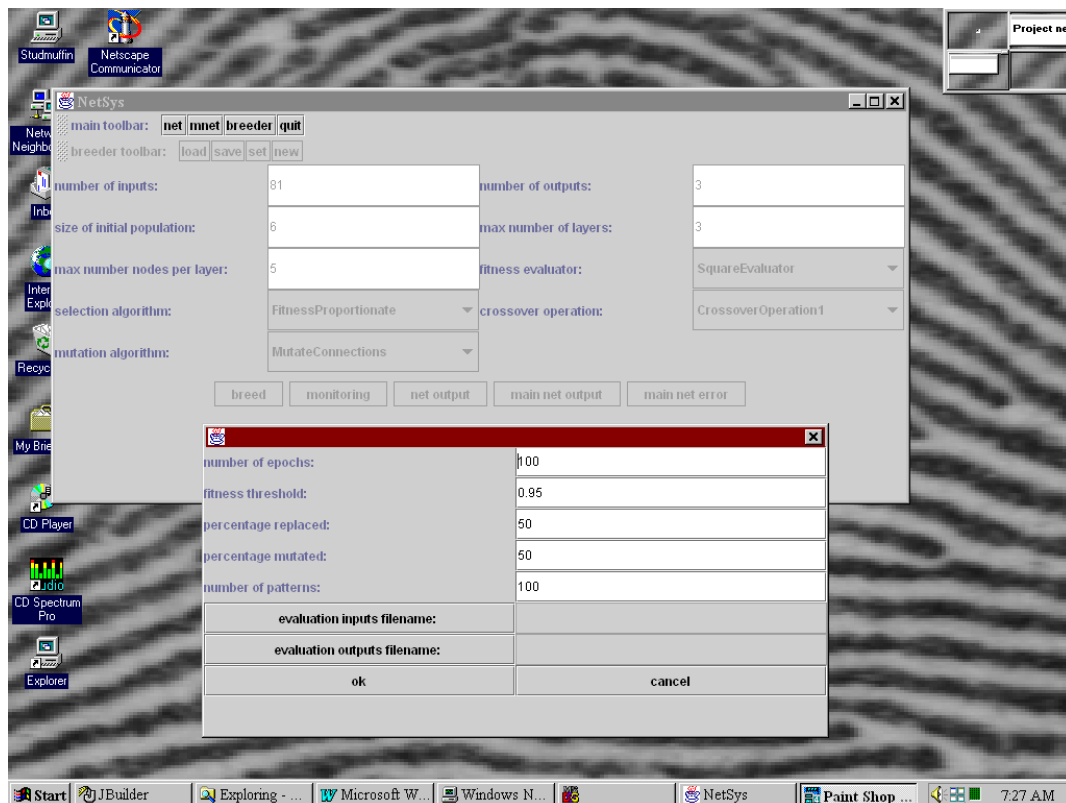 Studmuffin
Netscape
Communicator
Project ne
Netw
Neighbo
Inbo
Inter
Explo
Recyc
My Brie
CD Player
CD Spectrum
Pro
Explorer
NetSys
main toolbar: net mnet breeder quit
breeder toolbar: load save set new
number of inputs: 81 number of outputs: 3
size of initial population: 6 max number of layers: 3
max number nodes per layer: 5 fitness evaluator: SquareEvaluator
selection algorithm: FitnessProportionate crossover operation: CrossoverOperation1
mutation algorithm: MutateConnections
breed monitoring net output main net output main net error
number of epochs: 100
fitness threshold: 0.95
percentage replaced: 50
percentage mutated: 50
number of patterns: 100
evaluation inputs filename:
evaluation outputs filename:
ok cancel
Start JBuilder Exploring - ... Microsoft W... Windows N... NetSys Paint Shop ... 7:27 AM